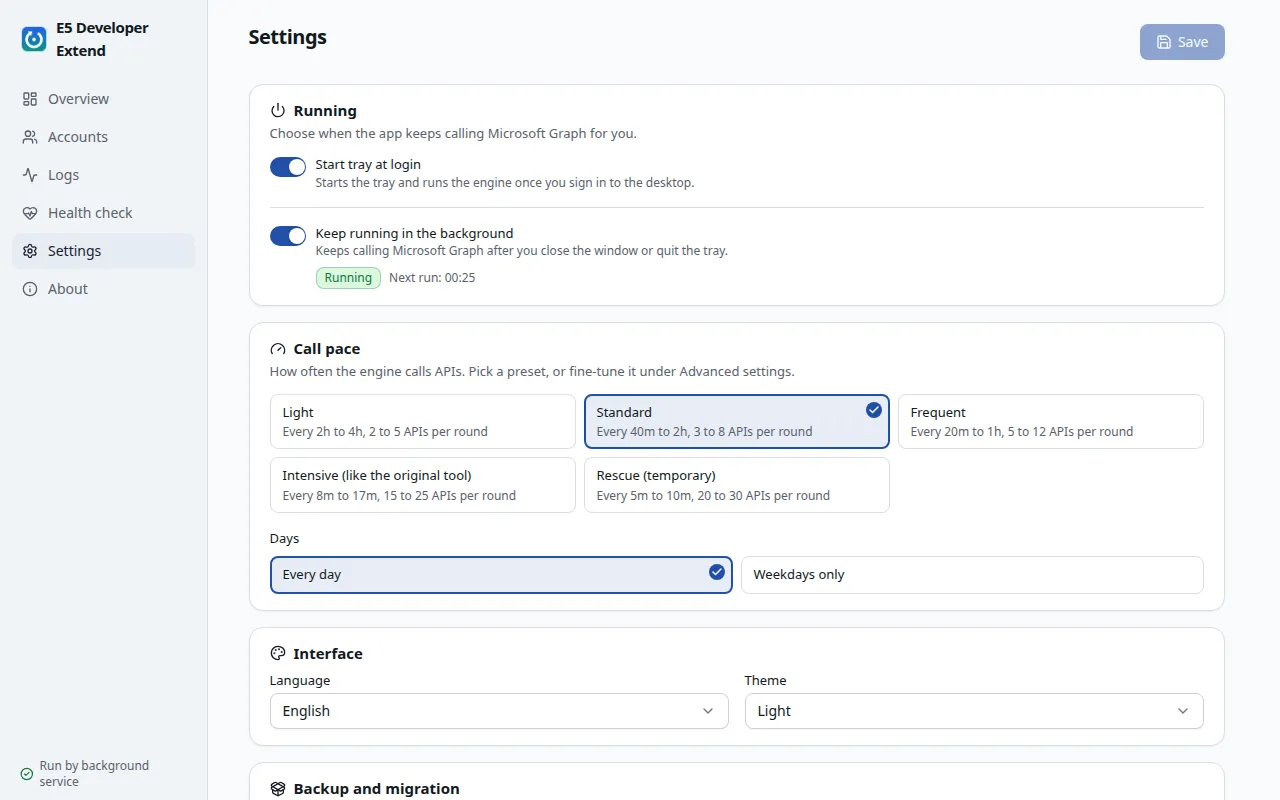 E5 Developer
Extend
Overview
Accounts
Logs
Health check
Settings
About
Run by background
service
Settings
Save
Running
Choose when the app keeps calling Microsoft Graph for you.
Start tray at login
Starts the tray and runs the engine once you sign in to the desktop.
Keep running in the background
Keeps calling Microsoft Graph after you close the window or quit the tray.
Running Next run: 00:25
Call pace
How often the engine calls APIs. Pick a preset, or fine-tune it under Advanced settings.
Light
Every 2h to 4h, 2 to 5 APIs per round
Standard
Every 40m to 2h, 3 to 8 APIs per round
Frequent
Every 20m to 1h, 5 to 12 APIs per round
Intensive (like the original tool)
Every 8m to 17m, 15 to 25 APIs per round
Rescue (temporary)
Every 5m to 10m, 20 to 30 APIs per round
Days
Every day
Weekdays only
Interface
Language
English
Theme
Light
Backup and migration